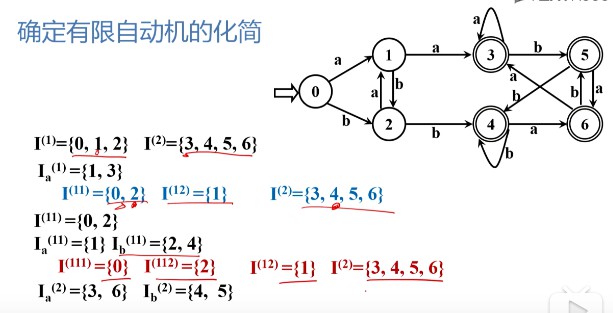 确定有限自动机的化简
I⁽¹⁾={0, 1, 2} I⁽²⁾={3, 4, 5, 6}
Iₐ⁽¹⁾={1, 3}
I⁽¹¹⁾={0, 2} I⁽¹²⁾={1} I⁽²⁾={3, 4, 5, 6}
I⁽¹¹⁾={0, 2}
Iₐ⁽¹¹⁾={1} I_b⁽¹¹⁾={2, 4}
I⁽¹¹¹⁾={0} I⁽¹¹²⁾={2} I⁽¹²⁾={1} I⁽²⁾={3, 4, 5, 6}
Iₐ⁽²⁾={3, 6} I_b⁽²⁾={4, 5}
a
a 1 a 3 b 5
0 a b a b b a
b 2 b 4 a 6
b